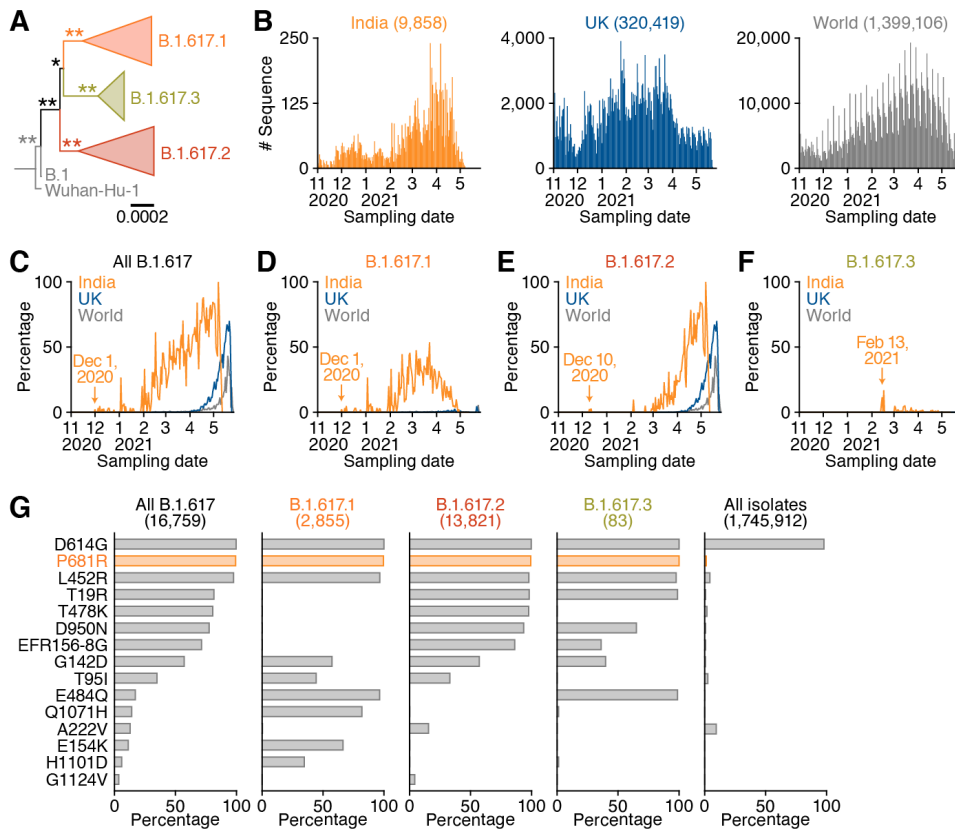 A
**
B.1.617.1
*
**
B.1.617.3
**
**
**
B.1.617.2
B.1
Wuhan-Hu-1
0.0002
B
India (9,858)
# Sequence
250
125
0
11 12 1 2 3 4 5
2020 2021
Sampling date
UK (320,419)
4,000
2,000
0
11 12 1 2 3 4 5
2020 2021
Sampling date
World (1,399,106)
20,000
10,000
0
11 12 1 2 3 4 5
2020 2021
Sampling date
C
All B.1.617
Percentage
100
50
0
India
UK
World
Dec 1,
2020
11 12 1 2 3 4 5
2020 2021
Sampling date
D
B.1.617.1
Percentage
100
50
0
India
UK
World
Dec 1,
2020
11 12 1 2 3 4 5
2020 2021
Sampling date
E
B.1.617.2
Percentage
100
50
0
India
UK
World
Dec 10,
2020
11 12 1 2 3 4 5
2020 2021
Sampling date
F
B.1.617.3
Percentage
100
50
0
India
UK
World
Feb 13,
2021
11 12 1 2 3 4 5
2020 2021
Sampling date
G
All B.1.617
(16,759)
B.1.617.1
(2,855)
B.1.617.2
(13,821)
B.1.617.3
(83)
All isolates
(1,745,912)
D614G
P681R
L452R
T19R
T478K
D950N
EFR156-8G
G142D
T95I
E484Q
Q1071H
A222V
E154K
H1101D
G1124V
0 50 100
Percentage
0 50 100
Percentage
0 50 100
Percentage
0 50 100
Percentage
0 50 100
Percentage